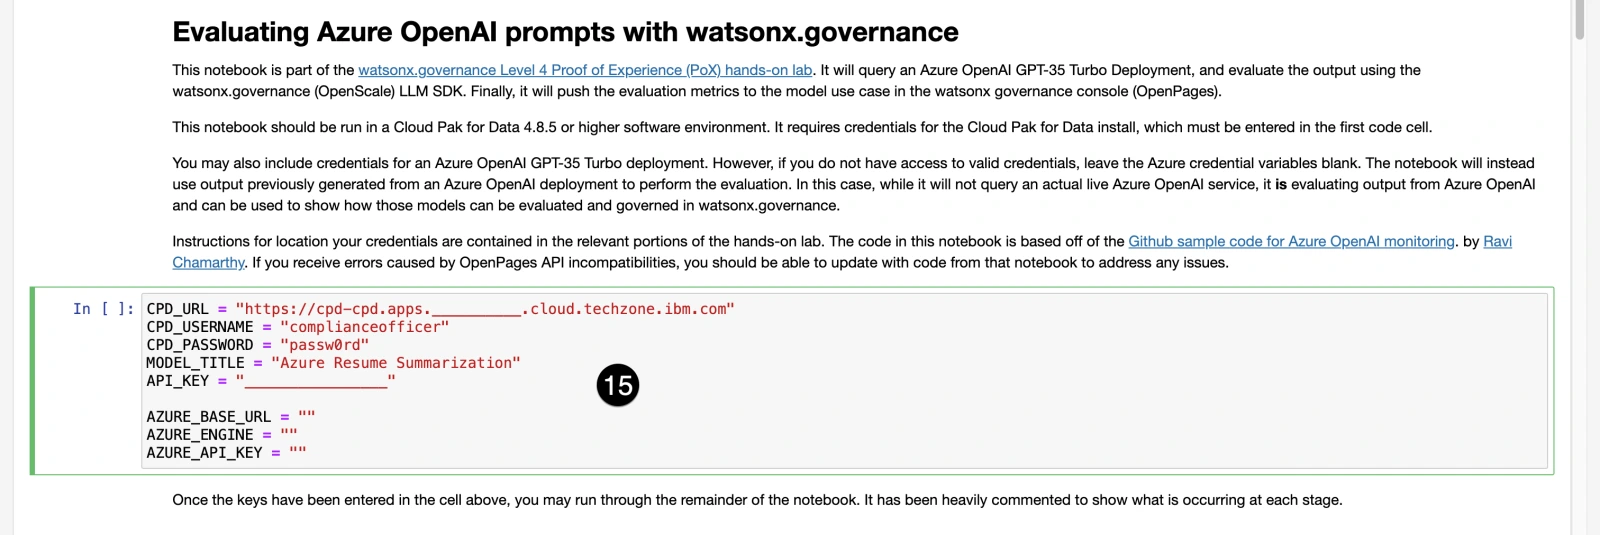 Evaluating Azure OpenAI prompts with watsonx.governance
This notebook is part of the watsonx.governance Level 4 Proof of Experience (PoX) hands-on lab. It will query an Azure OpenAI GPT-35 Turbo Deployment, and evaluate the output using the
watsonx.governance (OpenScale) LLM SDK. Finally, it will push the evaluation metrics to the model use case in the watsonx governance console (OpenPages).
This notebook should be run in a Cloud Pak for Data 4.8.5 or higher software environment. It requires credentials for the Cloud Pak for Data install, which must be entered in the first code cell.
You may also include credentials for an Azure OpenAI GPT-35 Turbo deployment. However, if you do not have access to valid credentials, leave the Azure credential variables blank. The notebook will instead
use output previously generated from an Azure OpenAI deployment to perform the evaluation. In this case, while it will not query an actual live Azure OpenAI service, it is evaluating output from Azure OpenAI
and can be used to show how those models can be evaluated and governed in watsonx.governance.
Instructions for location your credentials are contained in the relevant portions of the hands-on lab. The code in this notebook is based off of the Github sample code for Azure OpenAI monitoring. by Ravi
Chamarthy. If you receive errors caused by OpenPages API incompatibilities, you should be able to update with code from that notebook to address any issues.
In [ ]: CPD_URL = "https://cpd-cpd.apps.__________.cloud.techzone.ibm.com"
CPD_USERNAME = "complianceofficer"
CPD_PASSWORD = "passw0rd"
MODEL_TITLE = "Azure Resume Summarization"
API_KEY = "________________"
15
AZURE_BASE_URL = ""
AZURE_ENGINE = ""
AZURE_API_KEY = ""
Once the keys have been entered in the cell above, you may run through the remainder of the notebook. It has been heavily commented to show what is occurring at each stage.